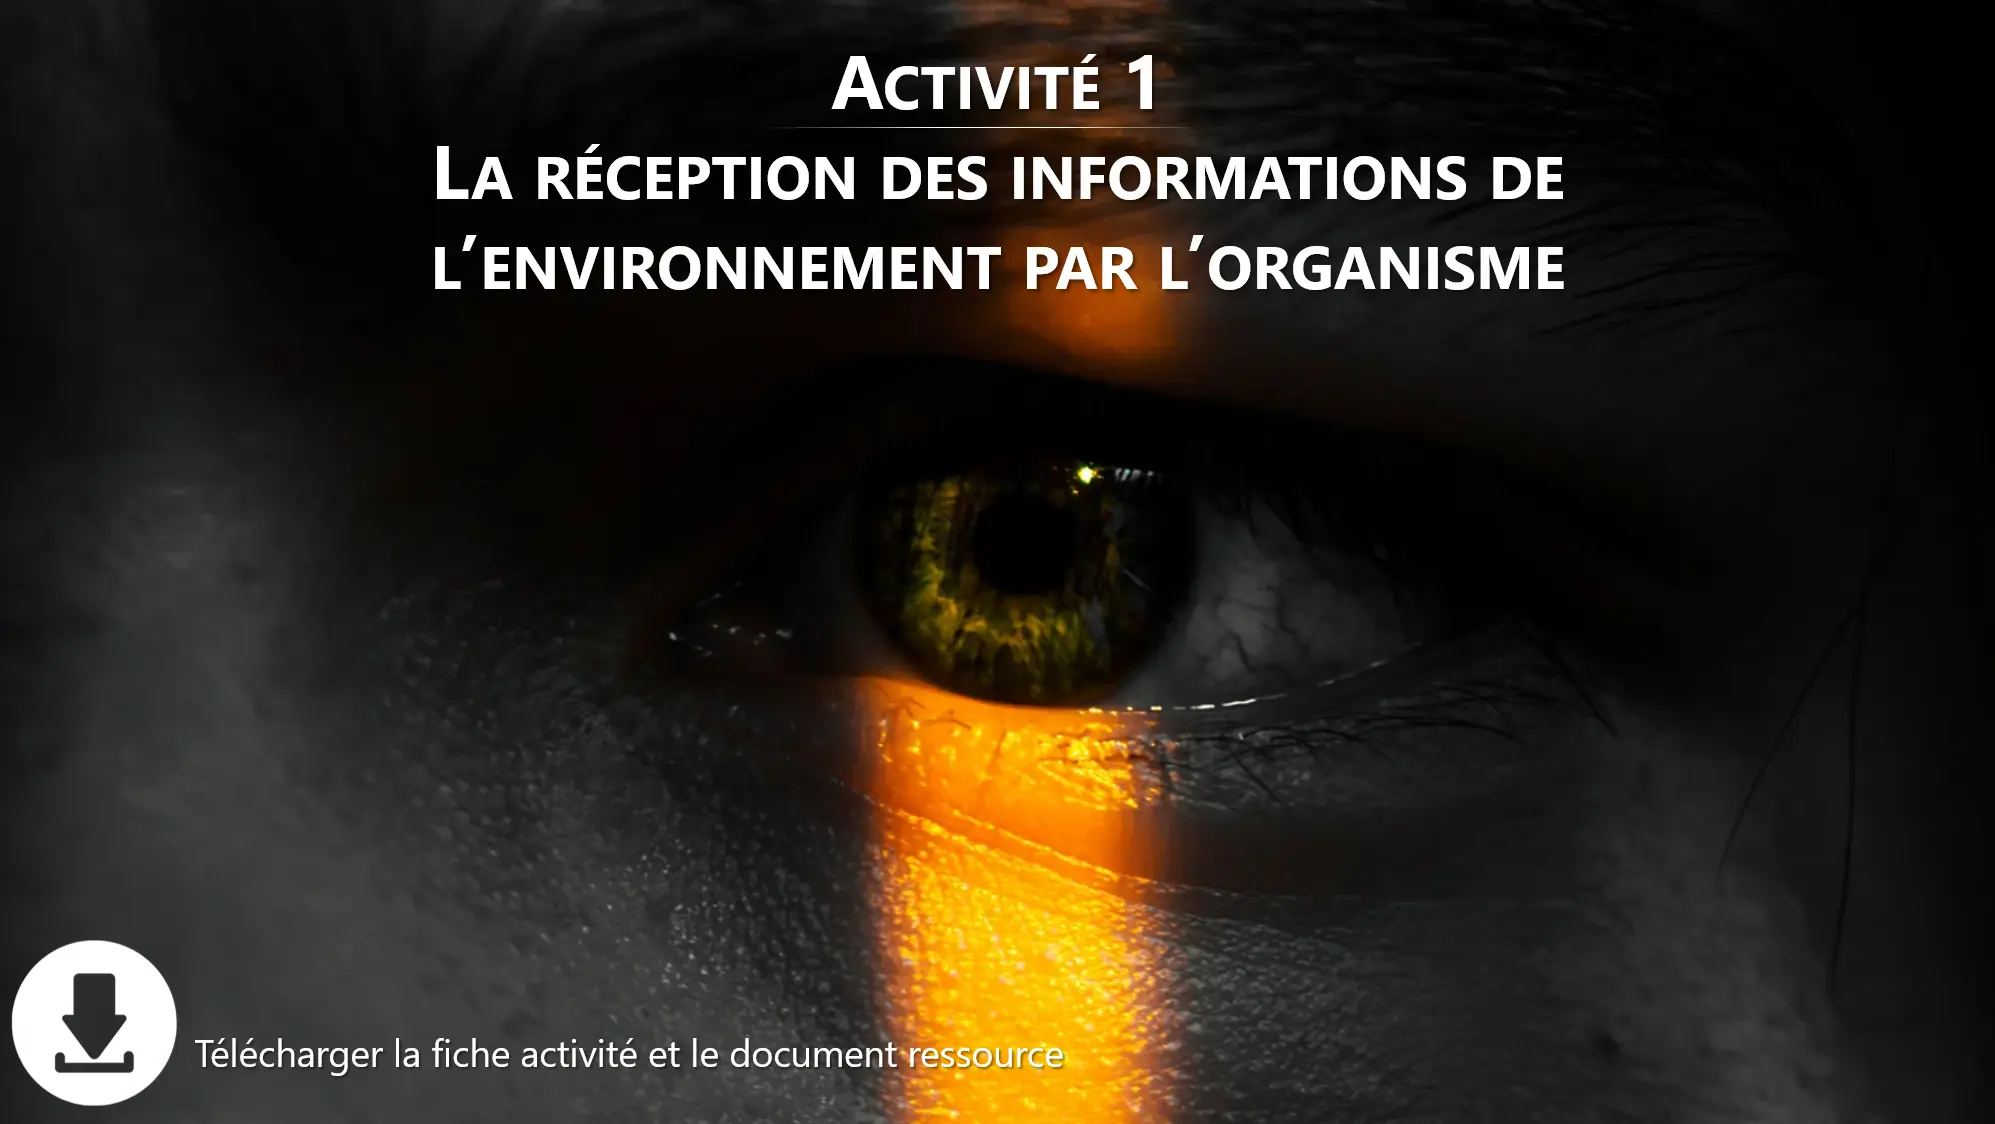 Activité 1
La réception des informations de
l’environnement par l’organisme
Télécharger la fiche activité et le document ressource